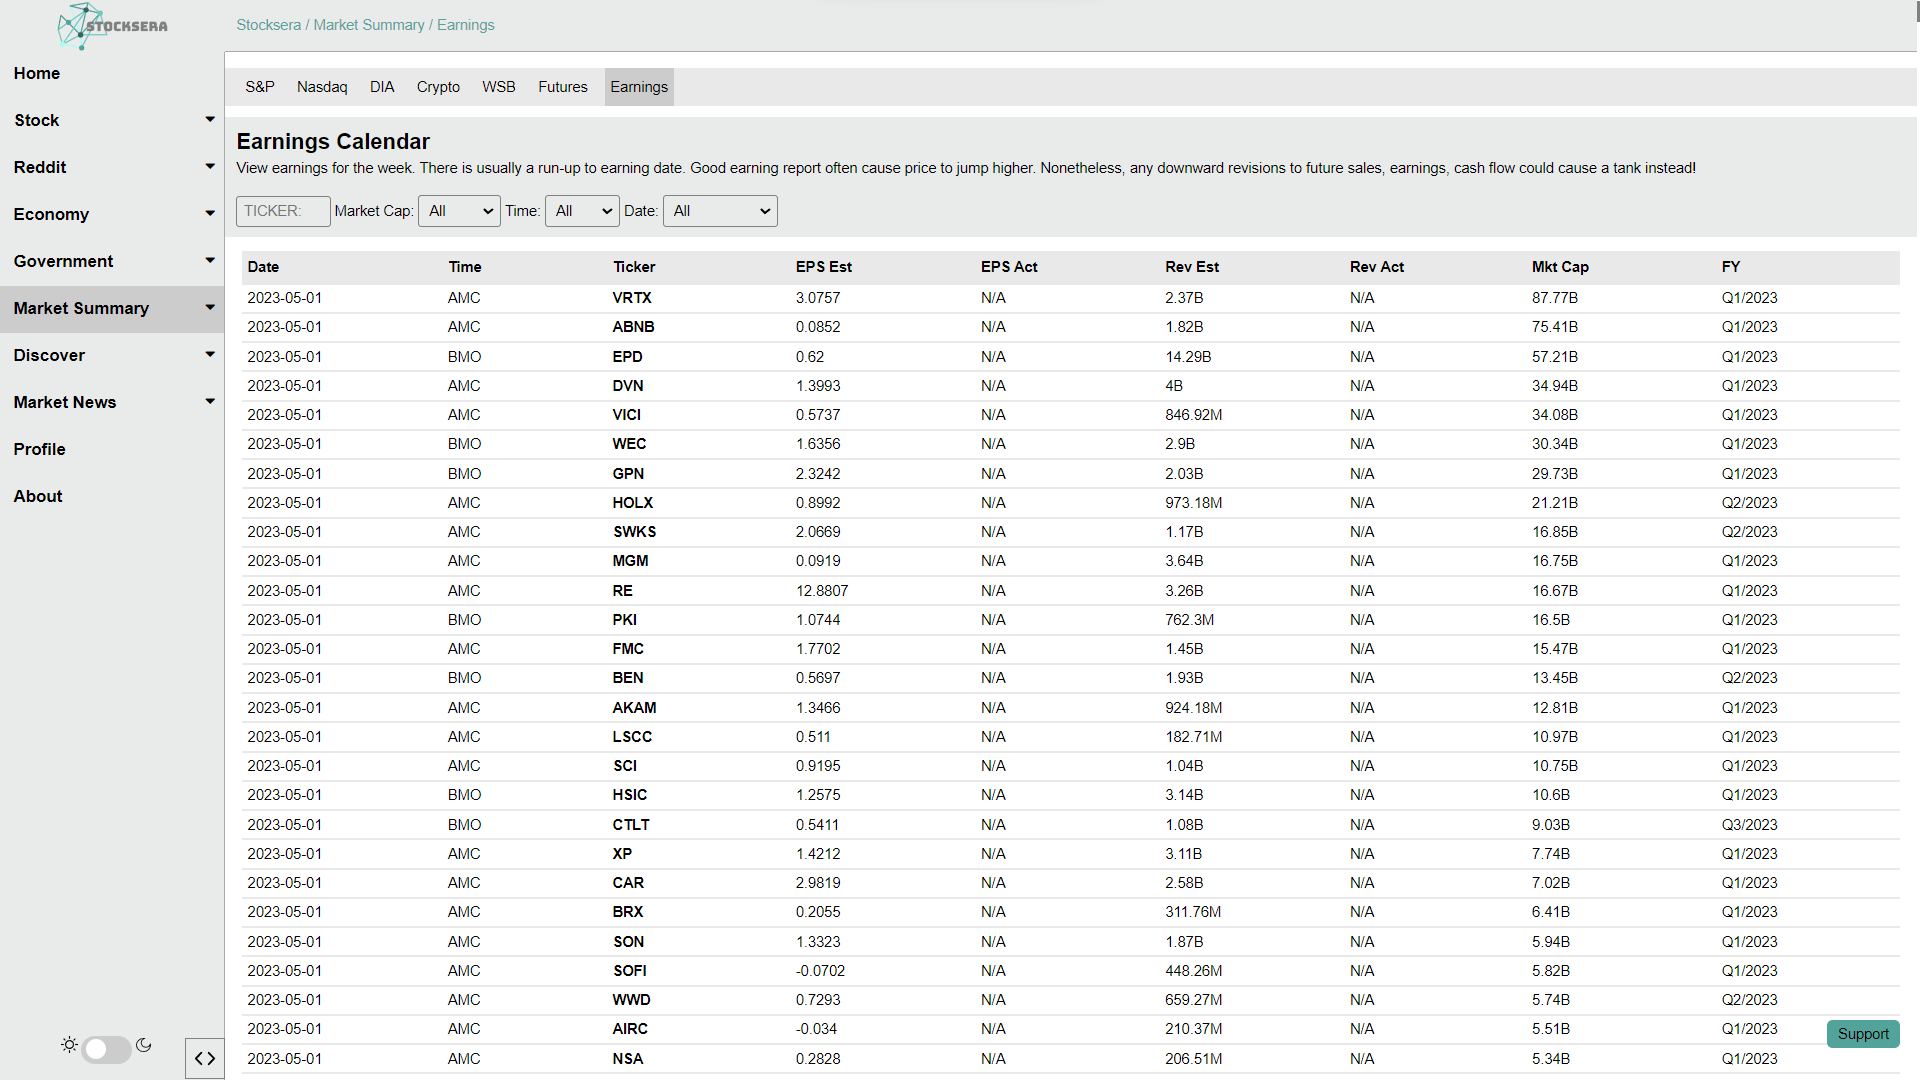 STOCKSERA
Stocksera / Market Summary / Earnings
Home
Stock
Reddit
Economy
Government
Market Summary
Discover
Market News
Profile
About
S&P Nasdaq DIA Crypto WSB Futures Earnings
Earnings Calendar
View earnings for the week. There is usually a run-up to earning date. Good earning report often cause price to jump higher. Nonetheless, any downward revisions to future sales, earnings, cash flow could cause a tank instead!
TICKER: Market Cap: All Time: All Date: All
Date Time Ticker EPS Est EPS Act Rev Est Rev Act Mkt Cap FY
2023-05-01 AMC VRTX 3.0757 N/A 2.37B N/A 87.77B Q1/2023
2023-05-01 AMC ABNB 0.0852 N/A 1.82B N/A 75.41B Q1/2023
2023-05-01 BMO EPD 0.62 N/A 14.29B N/A 57.21B Q1/2023
2023-05-01 AMC DVN 1.3993 N/A 4B N/A 34.94B Q1/2023
2023-05-01 AMC VICI 0.5737 N/A 846.92M N/A 34.08B Q1/2023
2023-05-01 BMO WEC 1.6356 N/A 2.9B N/A 30.34B Q1/2023
2023-05-01 BMO GPN 2.3242 N/A 2.03B N/A 29.73B Q1/2023
2023-05-01 AMC HOLX 0.8992 N/A 973.18M N/A 21.21B Q2/2023
2023-05-01 AMC SWKS 2.0669 N/A 1.17B N/A 16.85B Q2/2023
2023-05-01 AMC MGM 0.0919 N/A 3.64B N/A 16.75B Q1/2023
2023-05-01 AMC RE 12.8807 N/A 3.26B N/A 16.67B Q1/2023
2023-05-01 BMO PKI 1.0744 N/A 762.3M N/A 16.5B Q1/2023
2023-05-01 AMC FMC 1.7702 N/A 1.45B N/A 15.47B Q1/2023
2023-05-01 BMO BEN 0.5697 N/A 1.93B N/A 13.45B Q2/2023
2023-05-01 AMC AKAM 1.3466 N/A 924.18M N/A 12.81B Q1/2023
2023-05-01 AMC LSCC 0.511 N/A 182.71M N/A 10.97B Q1/2023
2023-05-01 AMC SCI 0.9195 N/A 1.04B N/A 10.75B Q1/2023
2023-05-01 BMO HSIC 1.2575 N/A 3.14B N/A 10.6B Q1/2023
2023-05-01 BMO CTLT 0.5411 N/A 1.08B N/A 9.03B Q3/2023
2023-05-01 AMC XP 1.4212 N/A 3.11B N/A 7.74B Q1/2023
2023-05-01 AMC CAR 2.9819 N/A 2.58B N/A 7.02B Q1/2023
2023-05-01 AMC BRX 0.2055 N/A 311.76M N/A 6.41B Q1/2023
2023-05-01 AMC SON 1.3323 N/A 1.87B N/A 5.94B Q1/2023
2023-05-01 AMC SOFI -0.0702 N/A 448.26M N/A 5.82B Q1/2023
2023-05-01 AMC WWD 0.7293 N/A 659.27M N/A 5.74B Q2/2023
2023-05-01 AMC AIRC -0.034 N/A 210.37M N/A 5.51B Q1/2023
2023-05-01 AMC NSA 0.2828 N/A 206.51M N/A 5.34B Q1/2023
Support